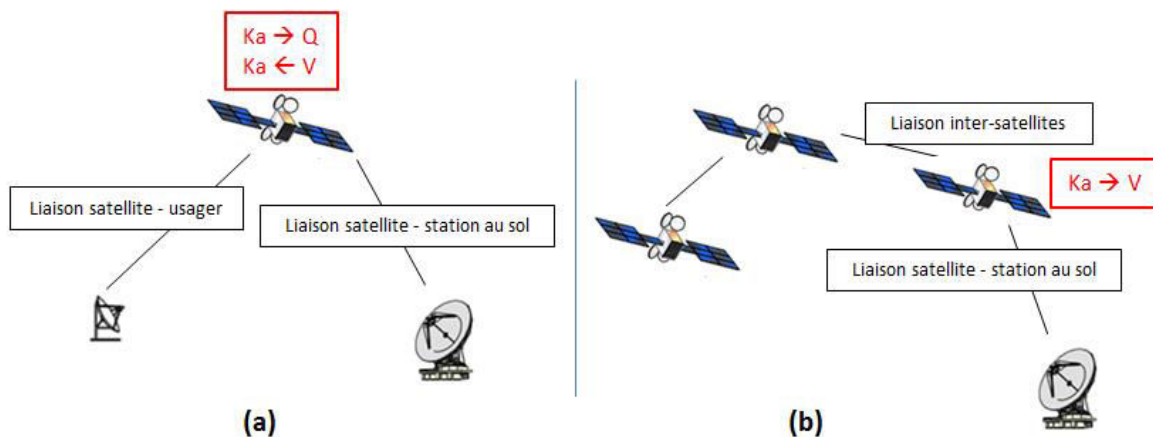 Ka → Q
Ka ← V
Liaison satellite - usager
Liaison satellite - station au sol
(a)
Liaison inter-satellites
Ka → V
Liaison satellite - station au sol
(b)